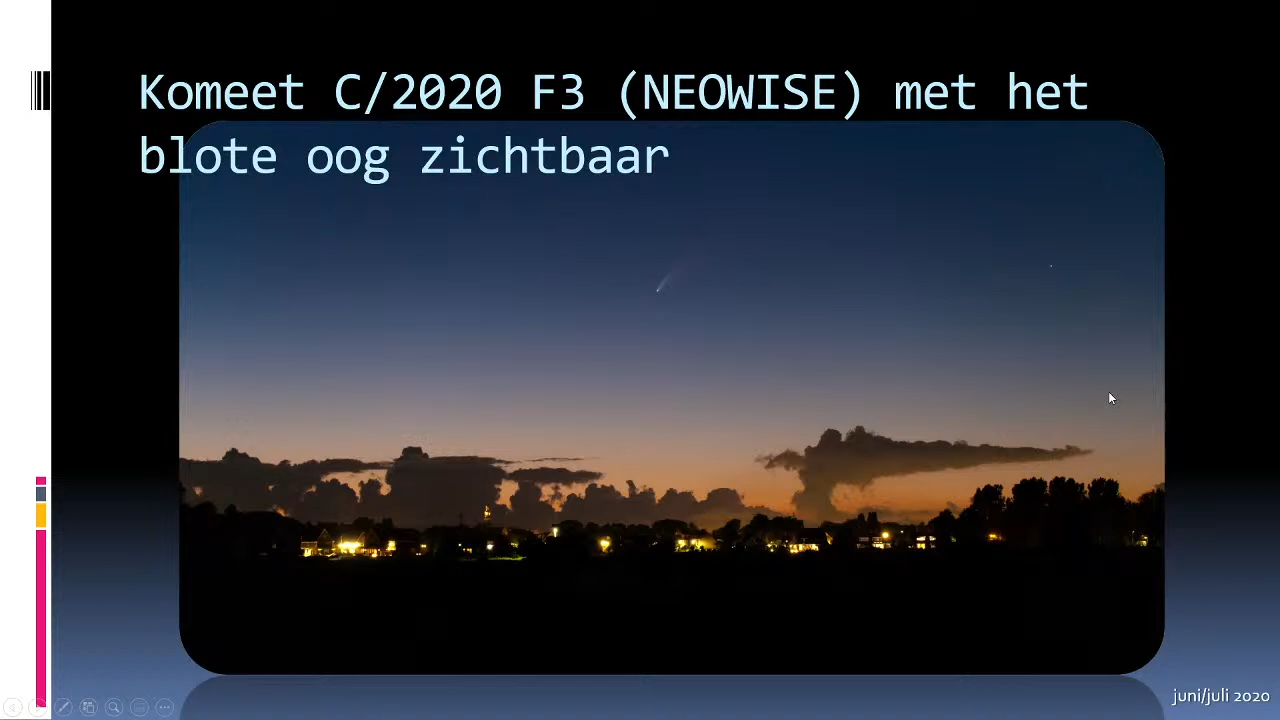 Komeet C/2020 F3 (NEOWISE) met het
blote oog zichtbaar
juni/juli 2020